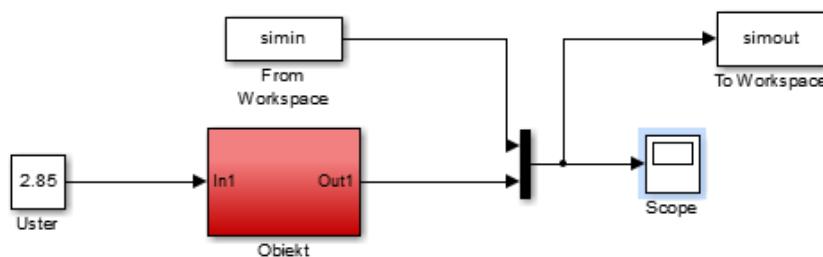 simin
From
Workspace
simout
To Workspace
2.85
Uster
In1
Out1
Obiekt
Scope